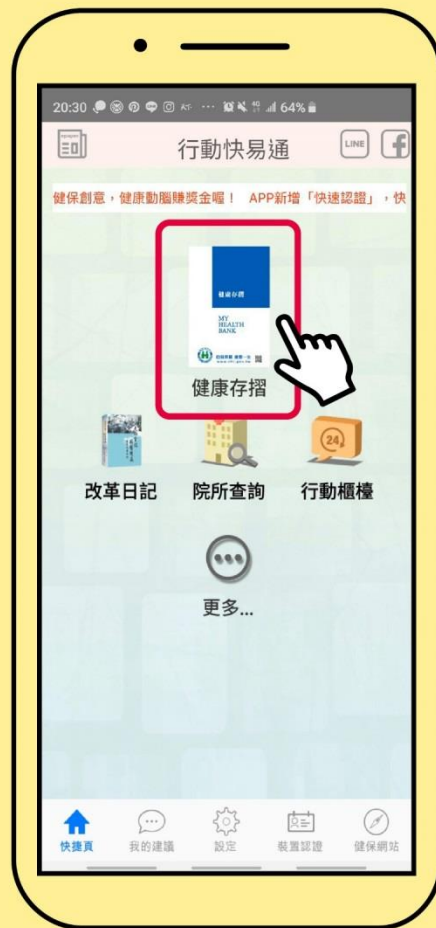 20:30
64%
行動快易通
LINE
健保創意,健康動腦賺獎金喔! APP新增「快速認證」,快
健康存摺
MY
HEALTH
BANK
健康存摺
24
改革日記 院所查詢 行動櫃檯
更多...
快捷頁 我的建議 設定 裝置認證 健保網站